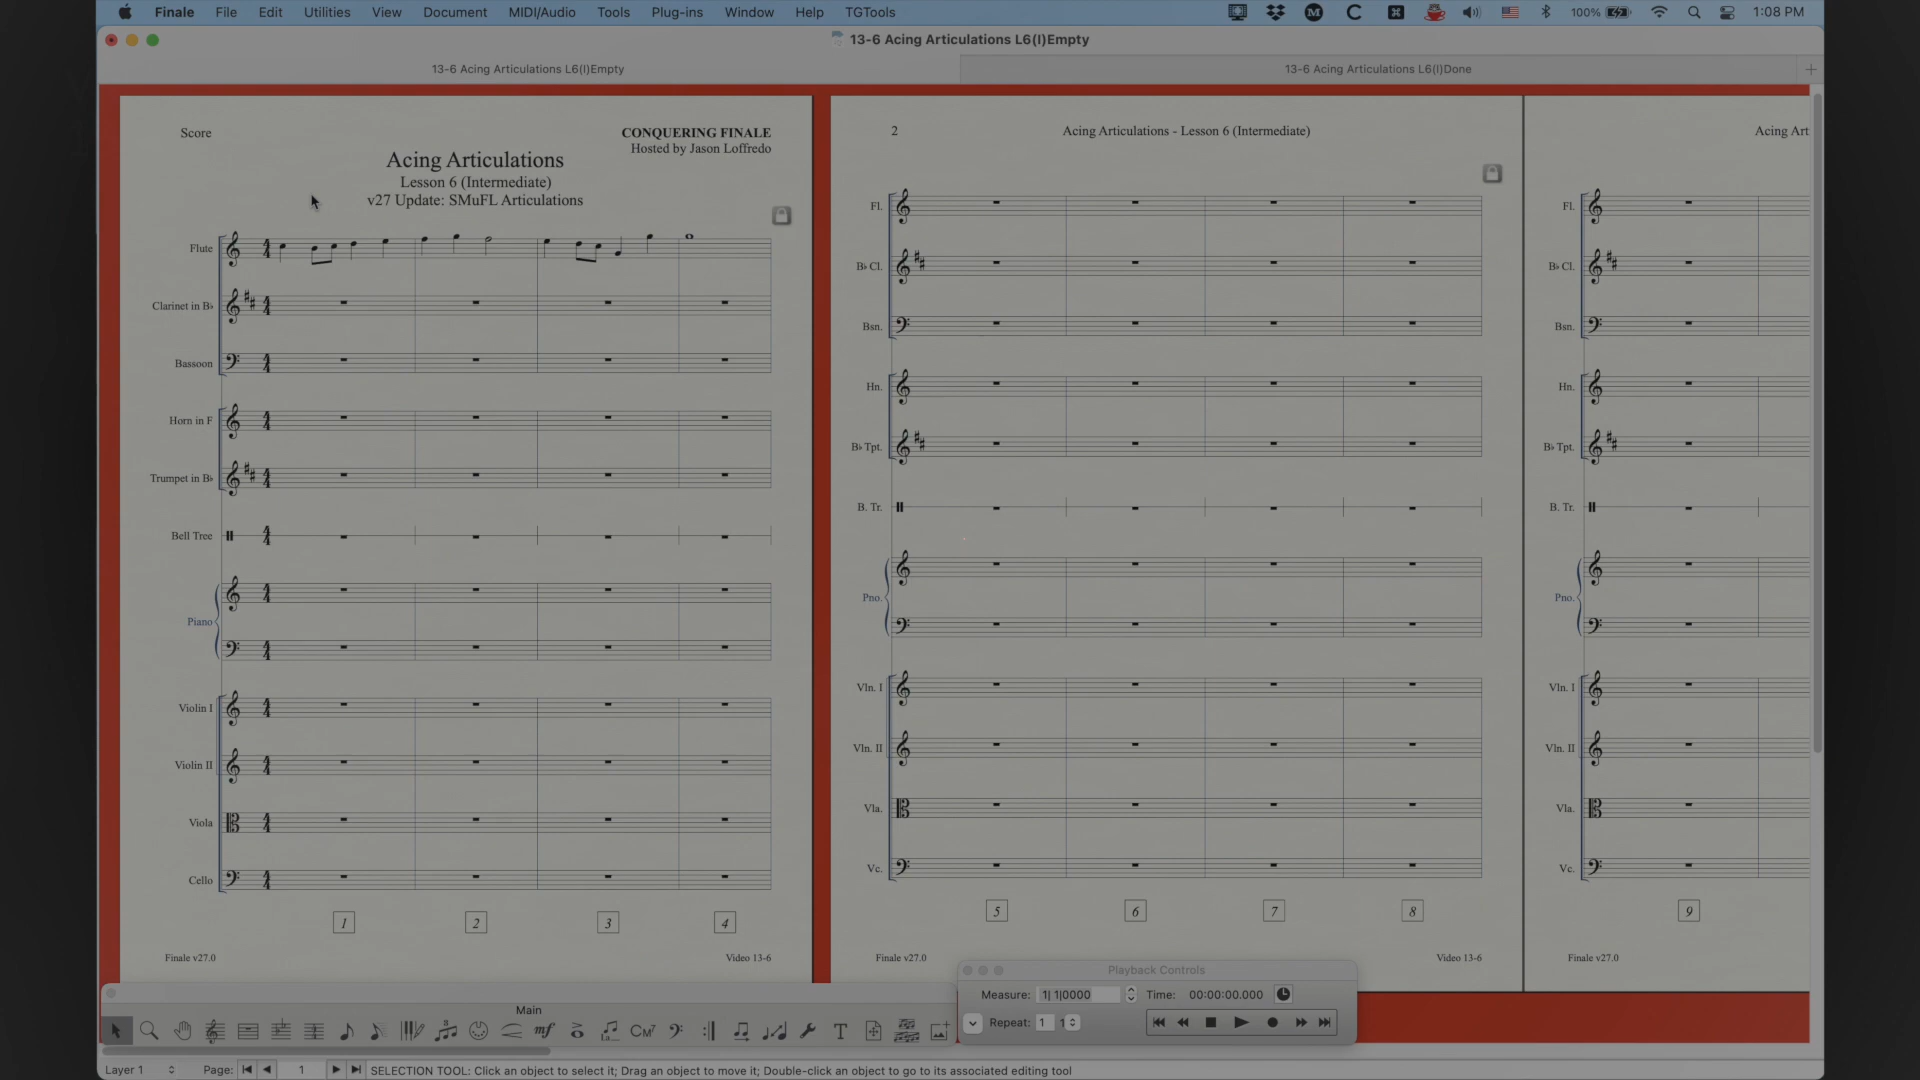 Finale File Edit Utilities View Document MIDI/Audio Tools Plug-ins Window Help TGTools 100% 1:08 PM
13-6 Acing Articulations L6(I)Empty
13-6 Acing Articulations L6(I)Empty
13-6 Acing Articulations L6(I)Done
Score
CONQUERING FINALE
Hosted by Jason Loffredo
Acing Articulations
Lesson 6 (Intermediate)
v27 Update: SMuFL Articulations
Flute
Clarinet in B♭
Bassoon
Horn in F
Trumpet in B♭
Bell Tree
Piano
Violin I
Violin II
Viola
Cello
1 2 3 4
Finale v27.0
Video 13-6
2
Acing Articulations - Lesson 6 (Intermediate)
Fl.
B♭ Cl.
Bsn.
Hn.
B♭ Tpt.
B. Tr.
Pno.
Vln. I
Vln. II
Vla.
Vc.
5 6 7 8
Finale v27.0
Video 13-6
Acing Art
Fl.
B♭ Cl.
Bsn.
Hn.
B♭ Tpt.
B. Tr.
Pno.
Vln. I
Vln. II
Vla.
Vc.
9
Finale v27.0
Main
Playback Controls
Measure: 1| 1|0000 Time: 00:00:00.000
Repeat: 1 1
Layer 1 Page: 1 SELECTION TOOL: Click an object to select it; Drag an object to move it; Double-click an object to go to its associated editing tool